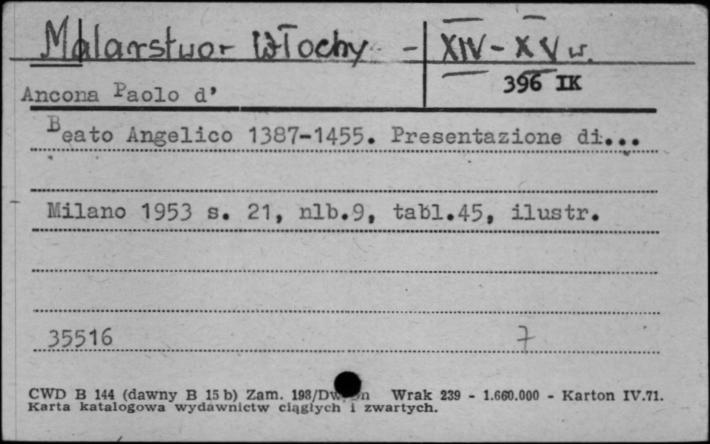 Malarstwo - Włochy - XIV - XV w.
396 IK
Ancona Paolo d'
Beato Angelico 1387-1455. Presentazione di...
Milano 1953 s. 21, nlb.9, tabl.45, ilustr.
35516 7
CWD B 144 (dawny B 15 b) Zam. 198/Dw. Wrak 239 - 1.660.000 - Karton IV.71.
Karta katalogowa wydawnictw ciągłych i zwartych.